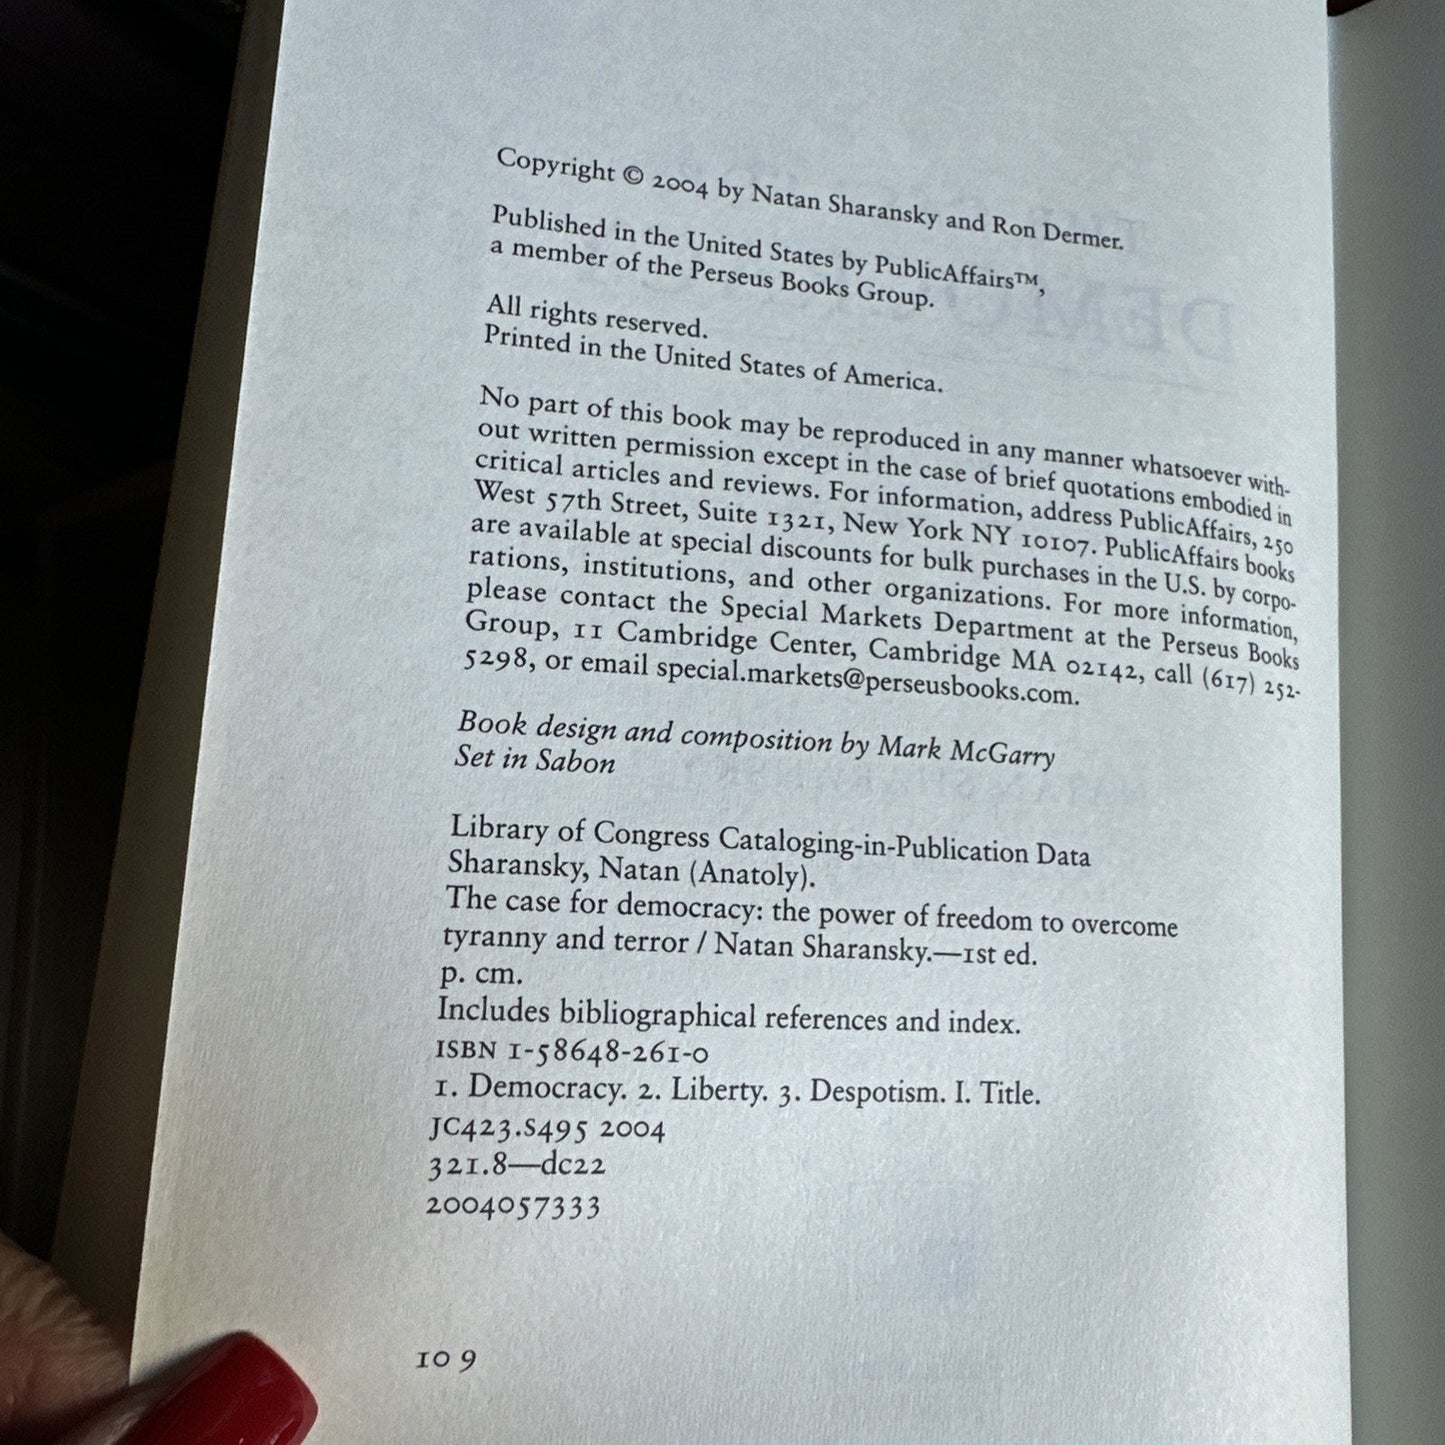 Copyright © 2004 by Natan Sharansky and Ron Dermer.
Published in the United States by PublicAffairs™,
a member of the Perseus Books Group.
All rights reserved.
Printed in the United States of America.
No part of this book may be reproduced in any manner whatsoever with-
out written permission except in the case of brief quotations embodied in
critical articles and reviews. For information, address PublicAffairs, 250
West 57th Street, Suite 1321, New York NY 10107. PublicAffairs books
are available at special discounts for bulk purchases in the U.S. by corpo-
rations, institutions, and other organizations. For more information,
please contact the Special Markets Department at the Perseus Books
Group, 11 Cambridge Center, Cambridge MA 02142, call (617) 252-
5298, or email special.markets@perseusbooks.com.
Book design and composition by Mark McGarry
Set in Sabon
Library of Congress Cataloging-in-Publication Data
Sharansky, Natan (Anatoly).
The case for democracy: the power of freedom to overcome
tyranny and terror / Natan Sharansky.—1st ed.
p. cm.
Includes bibliographical references and index.
ISBN 1-58648-261-0
1. Democracy. 2. Liberty. 3. Despotism. I. Title.
JC423.S495 2004
321.8—dc22
2004057333
10 9